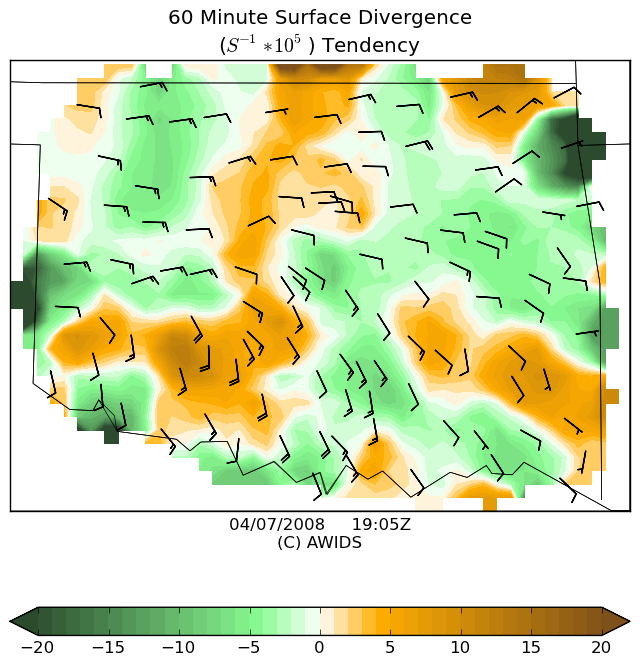 60 Minute Surface Divergence
(S⁻¹ * 10⁵ ) Tendency
04/07/2008 19:05Z
(C) AWIDS
−20 −15 −10 −5 0 5 10 15 20